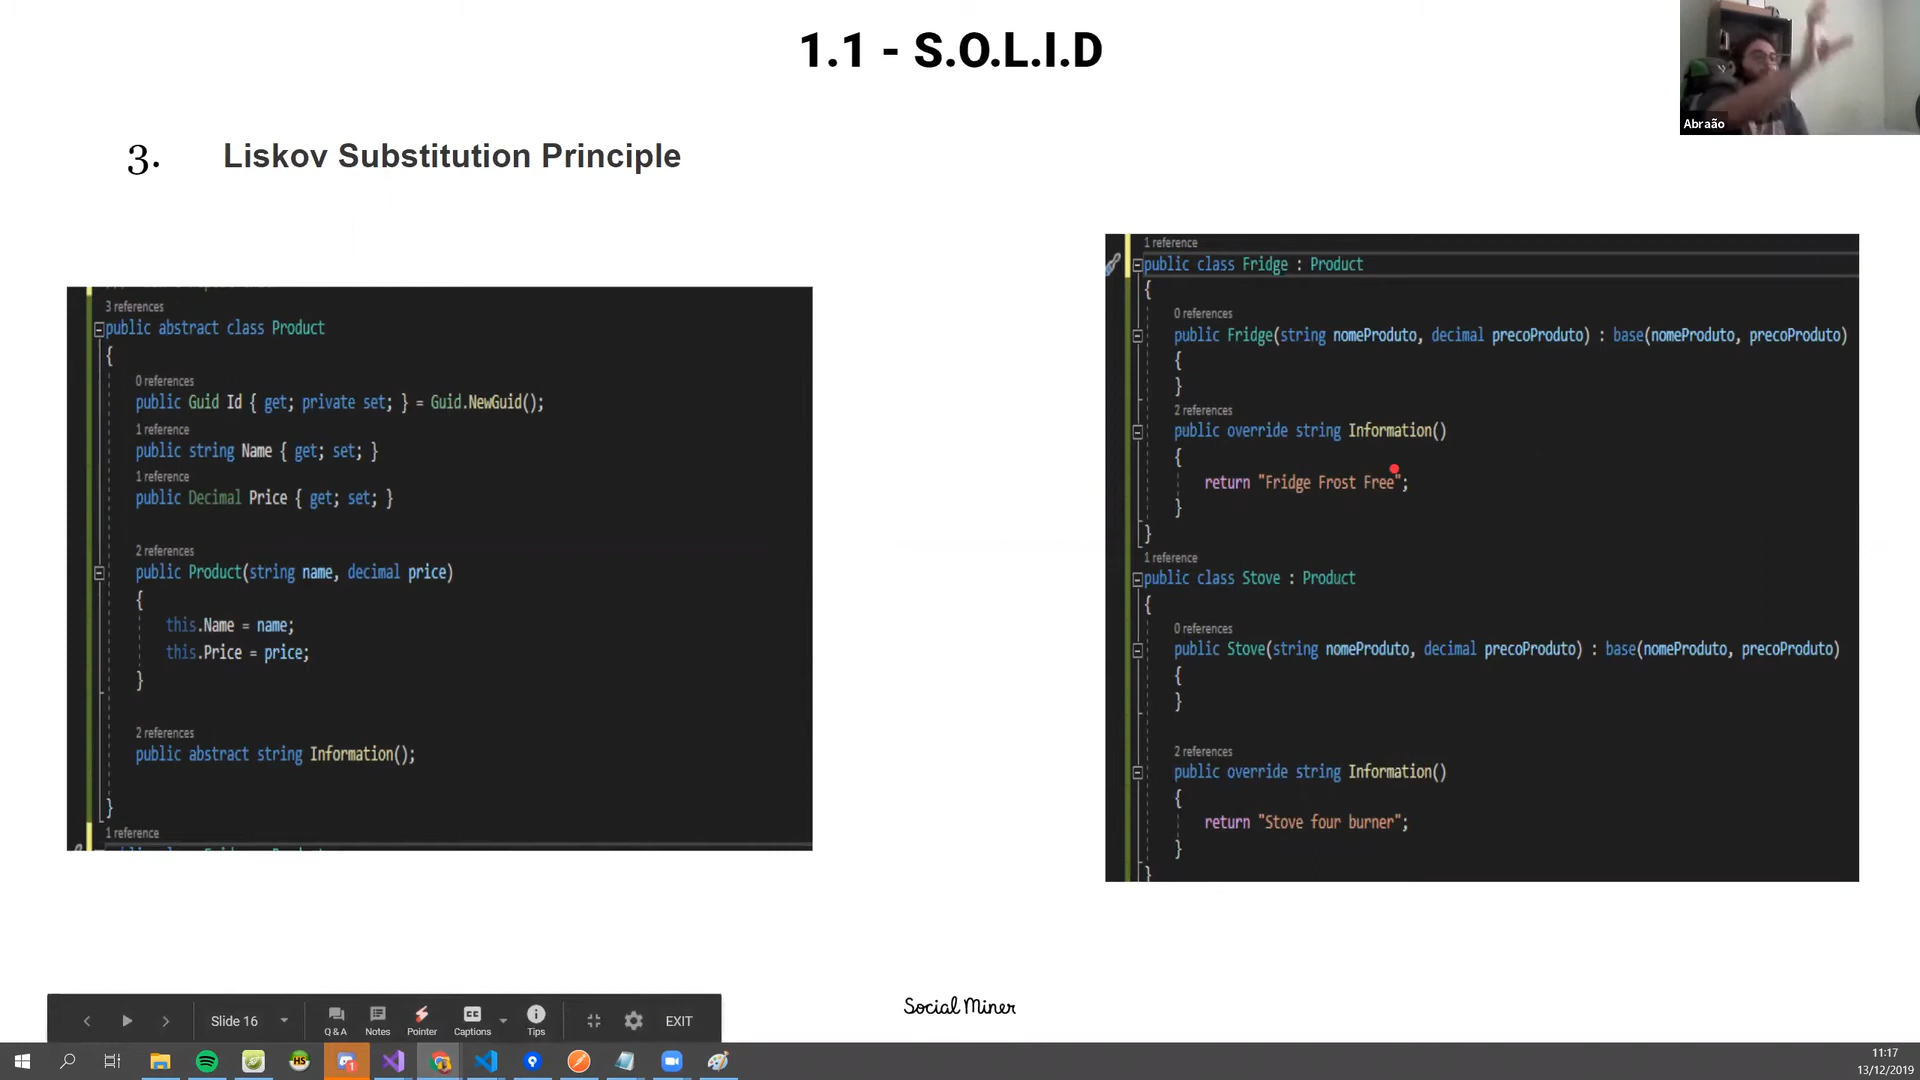 1.1 - S.O.L.I.D
Abraão
3. Liskov Substitution Principle
3 references
public abstract class Product
{
0 references
public Guid Id { get; private set; } = Guid.NewGuid();
1 reference
public string Name { get; set; }
1 reference
public Decimal Price { get; set; }
2 references
public Product(string name, decimal price)
{
this.Name = name;
this.Price = price;
}
2 references
public abstract string Information();
}
1 reference
1 reference
public class Fridge : Product
{
0 references
public Fridge(string nomeProduto, decimal precoProduto) : base(nomeProduto, precoProduto)
{
}
2 references
public override string Information()
{
return "Fridge Frost Free";
}
}
1 reference
public class Stove : Product
{
0 references
public Stove(string nomeProduto, decimal precoProduto) : base(nomeProduto, precoProduto)
{
}
2 references
public override string Information()
{
return "Stove four burner";
}
}
Social Miner
Slide 16
Q & A
Notes
Pointer
CC
Captions
Tips
EXIT
HS
1
11:17
13/12/2019